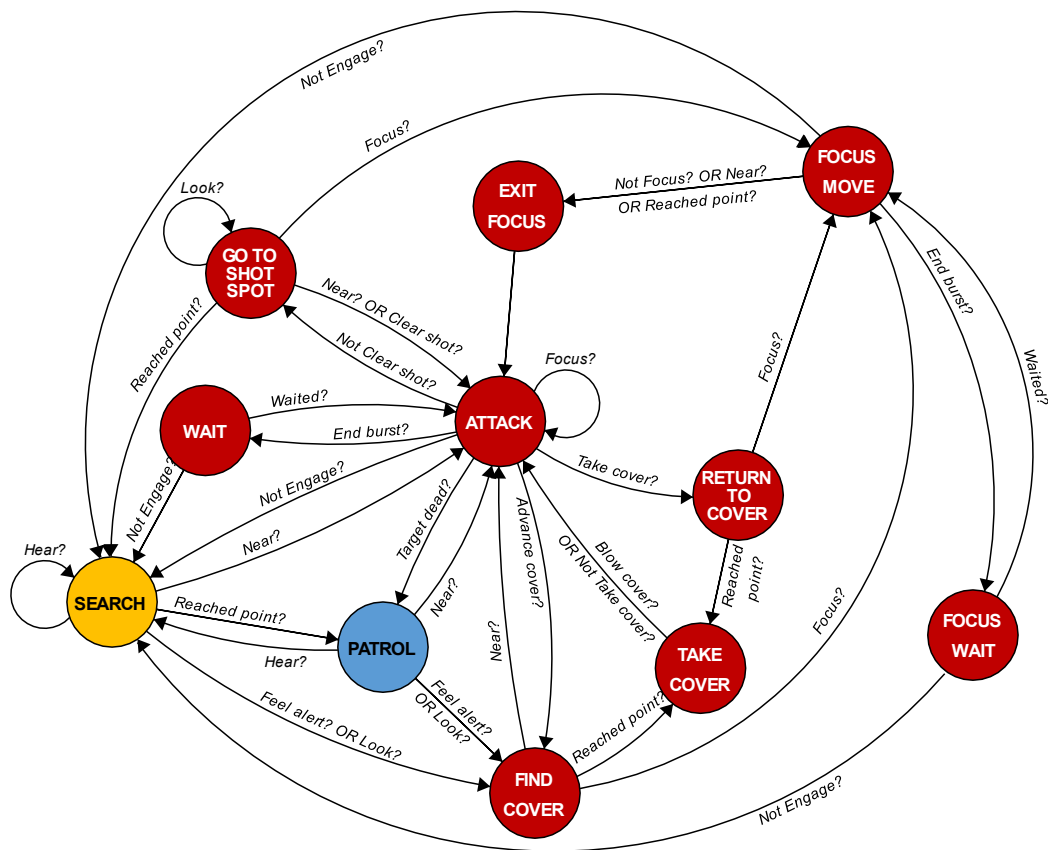 Not Engage?
Focus?
FOCUS
MOVE
Not Focus? OR Near?
OR Reached point?
EXIT
FOCUS
Look?
GO TO
SHOT
SPOT
Near? OR Clear shot?
Not Clear shot?
Reached point?
End burst?
Waited?
Focus?
Focus?
Waited?
ATTACK
WAIT
End burst?
Take cover?
RETURN
TO
COVER
Not Engage?
Not Engage?
Near?
Target dead?
Advance cover?
Blow cover?
OR Not Take cover?
Reached
point?
Focus?
Hear?
SEARCH
Reached point?
Hear?
PATROL
Near?
Near?
TAKE
COVER
FOCUS
WAIT
Feel alert? OR Look?
Feel alert?
OR Look?
Reached point?
FIND
COVER
Not Engage?